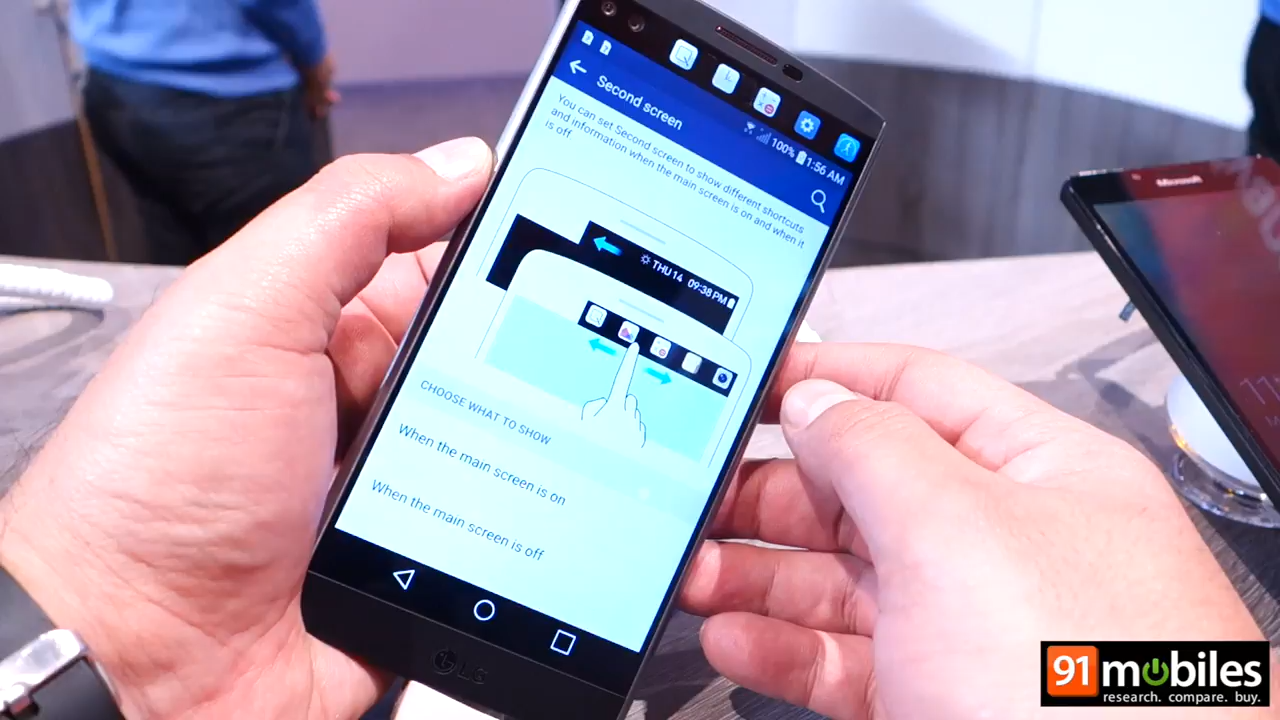 Second screen
100% 1:56 AM
You can set Second screen to show different shortcuts
and information when the main screen is on and when it
is off
THU 14 09:38 PM
CHOOSE WHAT TO SHOW
When the main screen is on
When the main screen is off
LG
Microsoft
91mobiles
research. compare. buy.